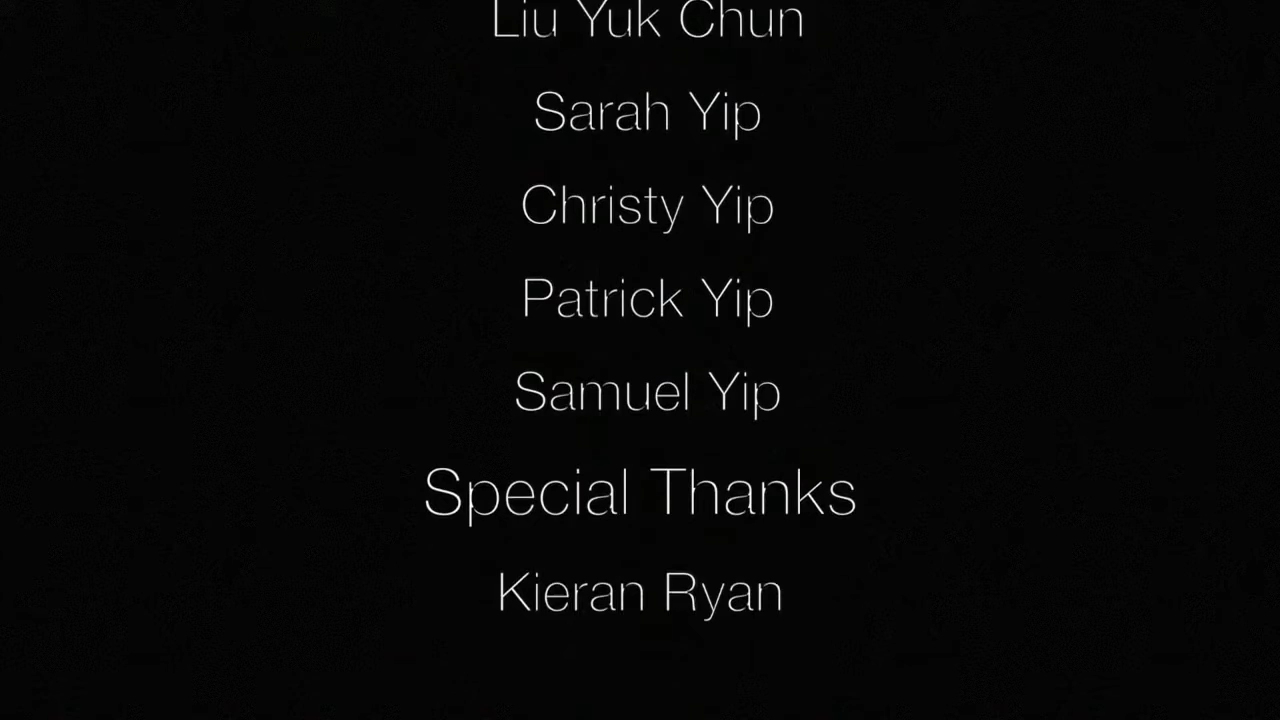 Liu Yuk Chun
Sarah Yip
Christy Yip
Patrick Yip
Samuel Yip
Special Thanks
Kieran Ryan